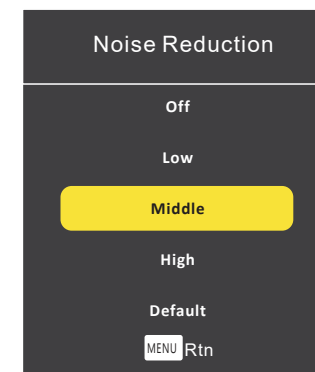 Noise Reduction
Off
Low
Middle
High
Default
MENU Rtn